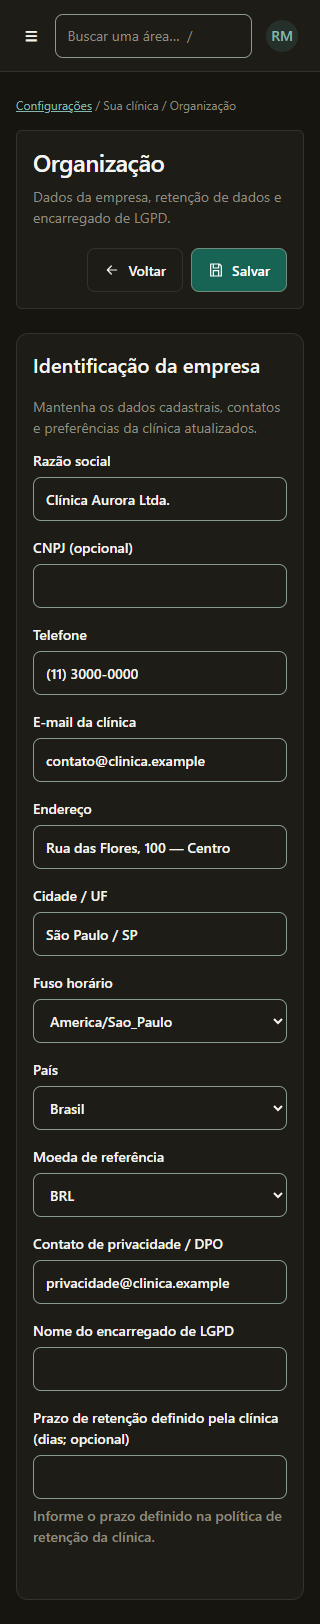 ☰ Buscar uma área... / RM
Configurações / Sua clínica / Organização
Organização
Dados da empresa, retenção de dados e
encarregado de LGPD.
← Voltar Salvar
Identificação da empresa
Mantenha os dados cadastrais, contatos
e preferências da clínica atualizados.
Razão social
Clínica Aurora Ltda.
CNPJ (opcional)
Telefone
(11) 3000-0000
E-mail da clínica
contato@clinica.example
Endereço
Rua das Flores, 100 — Centro
Cidade / UF
São Paulo / SP
Fuso horário
America/Sao_Paulo
País
Brasil
Moeda de referência
BRL
Contato de privacidade / DPO
privacidade@clinica.example
Nome do encarregado de LGPD
Prazo de retenção definido pela clínica
(dias; opcional)
Informe o prazo definido na política de
retenção da clínica.